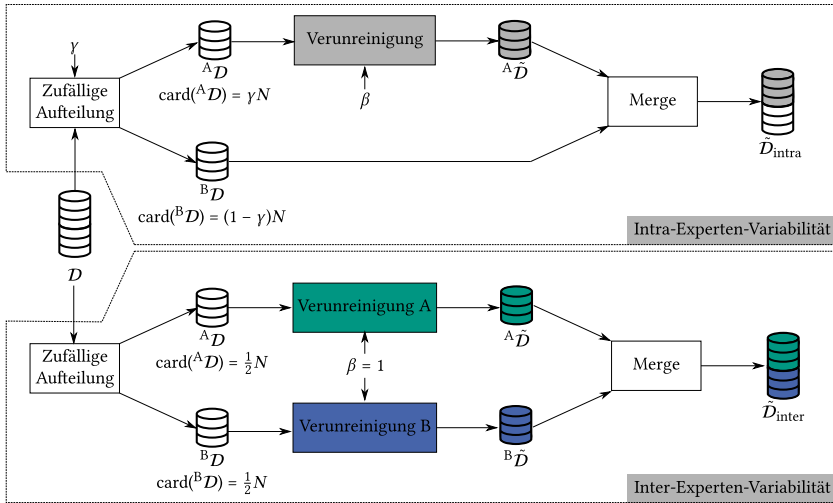 γ
Zufällige
Aufteilung
ᴬ𝒟
card(ᴬ𝒟) = γN
Verunreinigung
β
ᴬ𝒟̃
Merge
𝒟̃_intra
ᴮ𝒟
card(ᴮ𝒟) = (1 − γ)N
Intra-Experten-Variabilität
𝒟
Zufällige
Aufteilung
ᴬ𝒟
card(ᴬ𝒟) = ½N
Verunreinigung A
β = 1
Verunreinigung B
ᴬ𝒟̃
Merge
𝒟̃_inter
ᴮ𝒟
card(ᴮ𝒟) = ½N
ᴮ𝒟̃
Inter-Experten-Variabilität